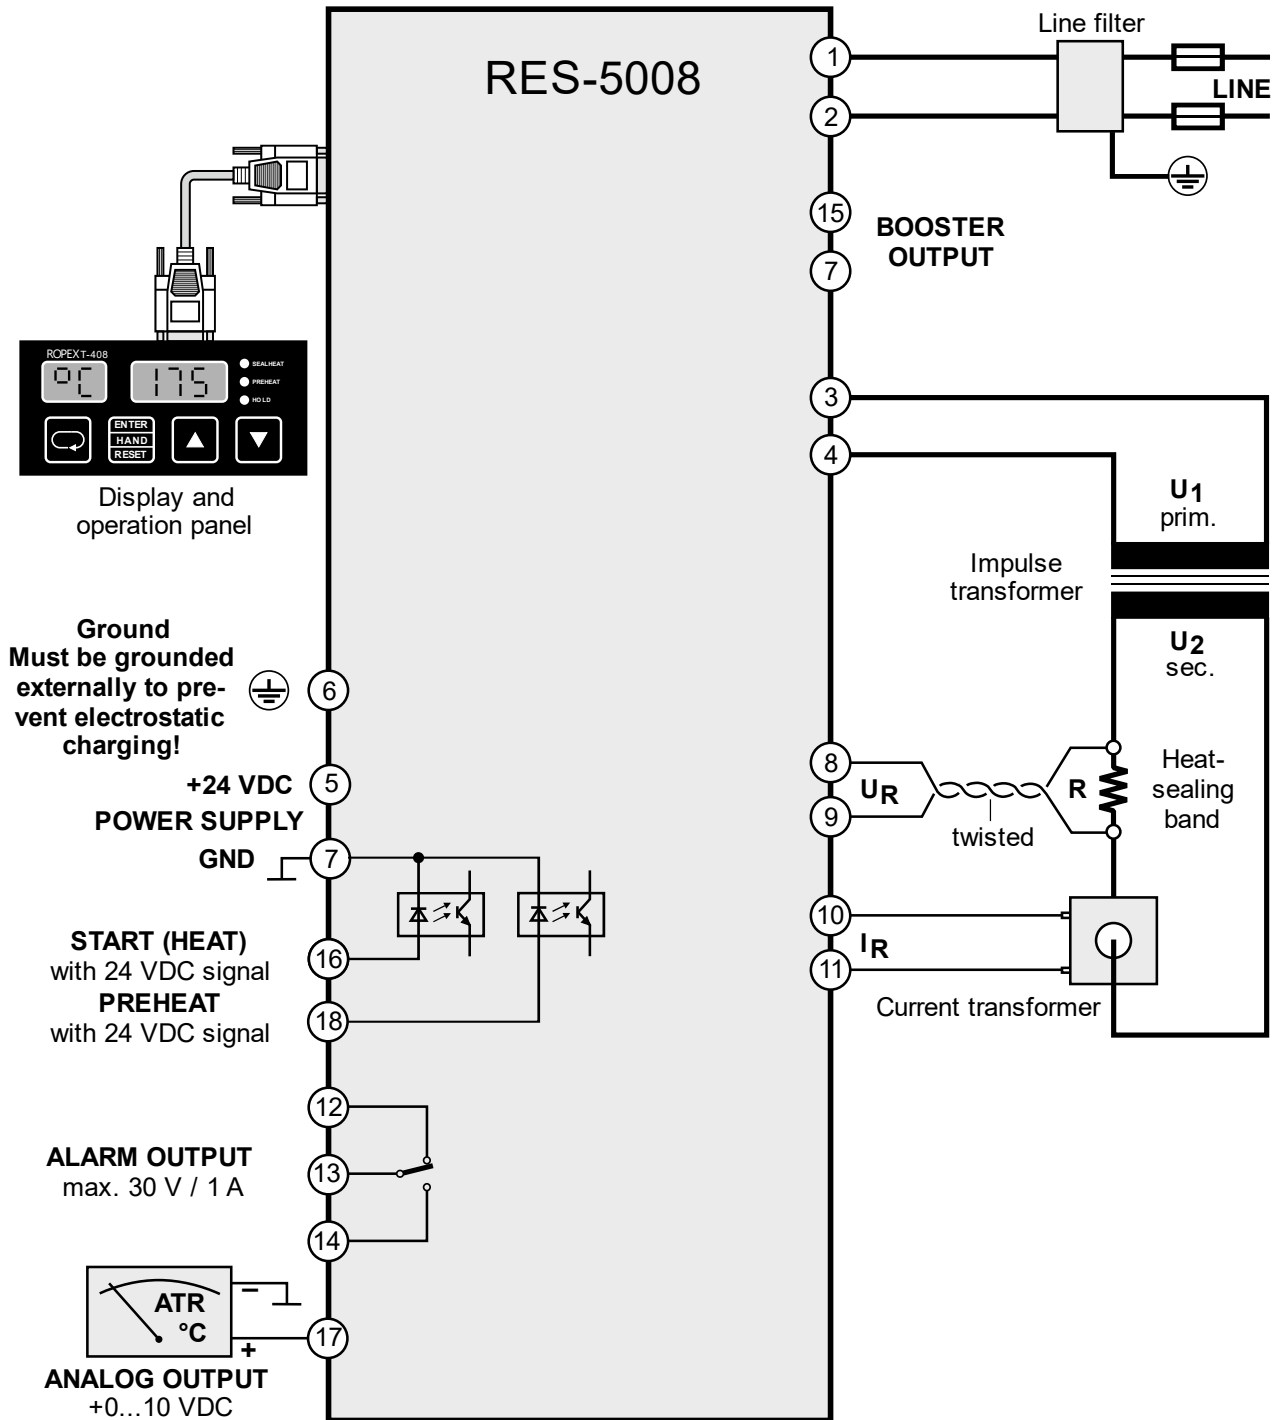 RES-5008
Line filter
1
LINE
2
15
BOOSTER
OUTPUT
7
ROPEX T-408
°C
175
SEALHEAT
PREHEAT
HOLD
ENTER
HAND
RESET
Display and
operation panel
3
4
U1
prim.
Impulse
transformer
U2
sec.
Ground
Must be grounded
externally to pre-
vent electrostatic
charging!
6
+24 VDC
5
POWER SUPPLY
GND
7
START (HEAT)
with 24 VDC signal
16
PREHEAT
with 24 VDC signal
18
8
UR
9
twisted
R
Heat-
sealing
band
10
IR
11
Current transformer
12
ALARM OUTPUT
max. 30 V / 1 A
13
14
ATR
°C
–
+
17
ANALOG OUTPUT
+0...10 VDC